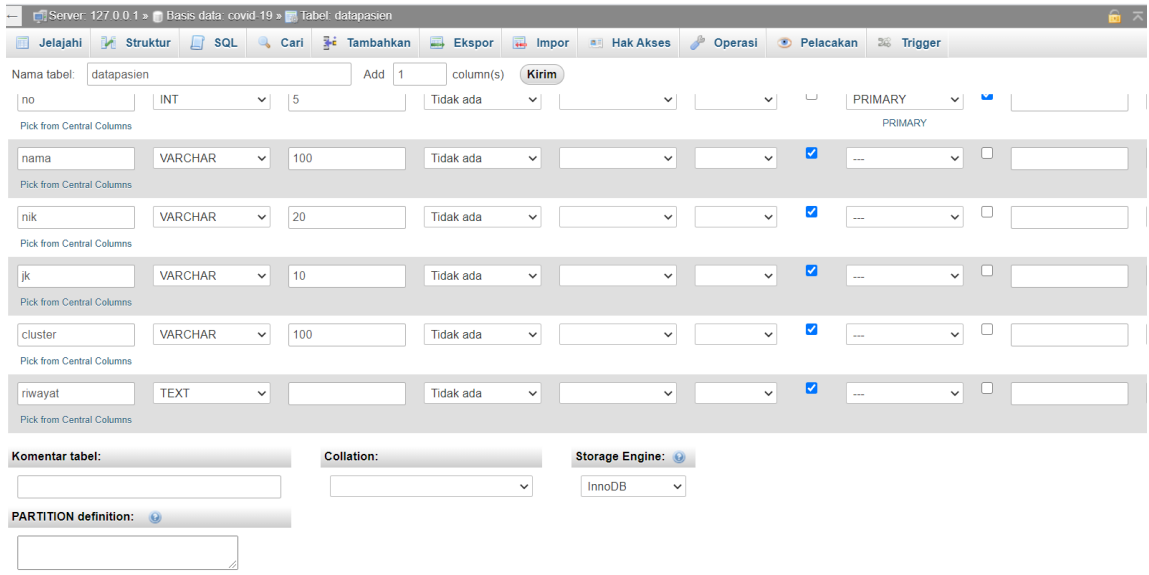 Server: 127.0.0.1 » Basis data: covid-19 » Tabel: datapasien
Jelajahi Struktur SQL Cari Tambahkan Ekspor Impor Hak Akses Operasi Pelacakan Trigger
Nama tabel: datapasien Add 1 column(s) Kirim
no INT 5 Tidak ada PRIMARY
Pick from Central Columns PRIMARY
nama VARCHAR 100 Tidak ada ---
Pick from Central Columns
nik VARCHAR 20 Tidak ada ---
Pick from Central Columns
jk VARCHAR 10 Tidak ada ---
Pick from Central Columns
cluster VARCHAR 100 Tidak ada ---
Pick from Central Columns
riwayat TEXT Tidak ada ---
Pick from Central Columns
Komentar tabel: Collation: Storage Engine:
InnoDB
PARTITION definition: